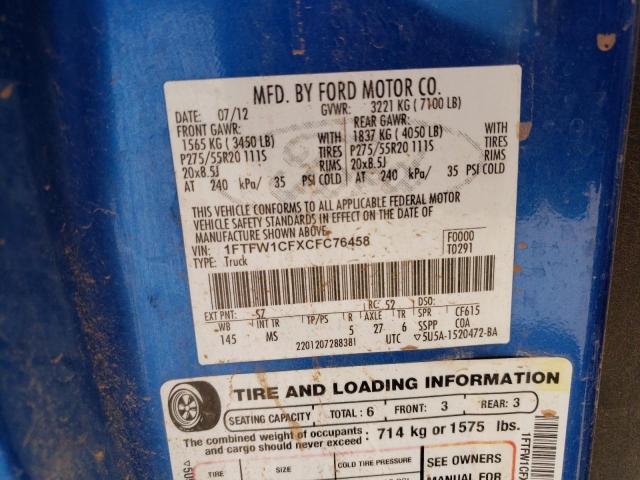 MFD. BY FORD MOTOR CO.
DATE: 07/12 GVWR: 3221 KG ( 7100 LB)
FRONT GAWR: REAR GAWR:
1565 KG ( 3450 LB) WITH 1837 KG ( 4050 LB) WITH
P275/55R20 111S TIRES P275/55R20 111S TIRES
20x8.5J RIMS 20x8.5J RIMS
AT 240 kPa/ 35 PSI COLD AT 240 kPa/ 35 PSI COLD
THIS VEHICLE CONFORMS TO ALL APPLICABLE FEDERAL MOTOR
VEHICLE SAFETY STANDARDS IN EFFECT ON THE DATE OF
MANUFACTURE SHOWN ABOVE.
VIN: 1FTFW1CFXCFC76458 F0000
TYPE: Truck T0291
EXT PNT: SZ RC: 52 DSO:
WB INT TR TP/PS R AXLE TR SPR CF615
145 MS 5 27 6 SSPP COA
2201207288381 UTC ▽5U5A-1520472-BA
TIRE AND LOADING INFORMATION
SEATING CAPACITY TOTAL: 6 FRONT: 3 REAR: 3
The combined weight of occupants and cargo should never exceed: 714 kg or 1575 lbs.
TIRE SIZE COLD TIRE PRESSURE SEE OWNERS
MANUAL FOR
1FTFW1CFX
▽5U